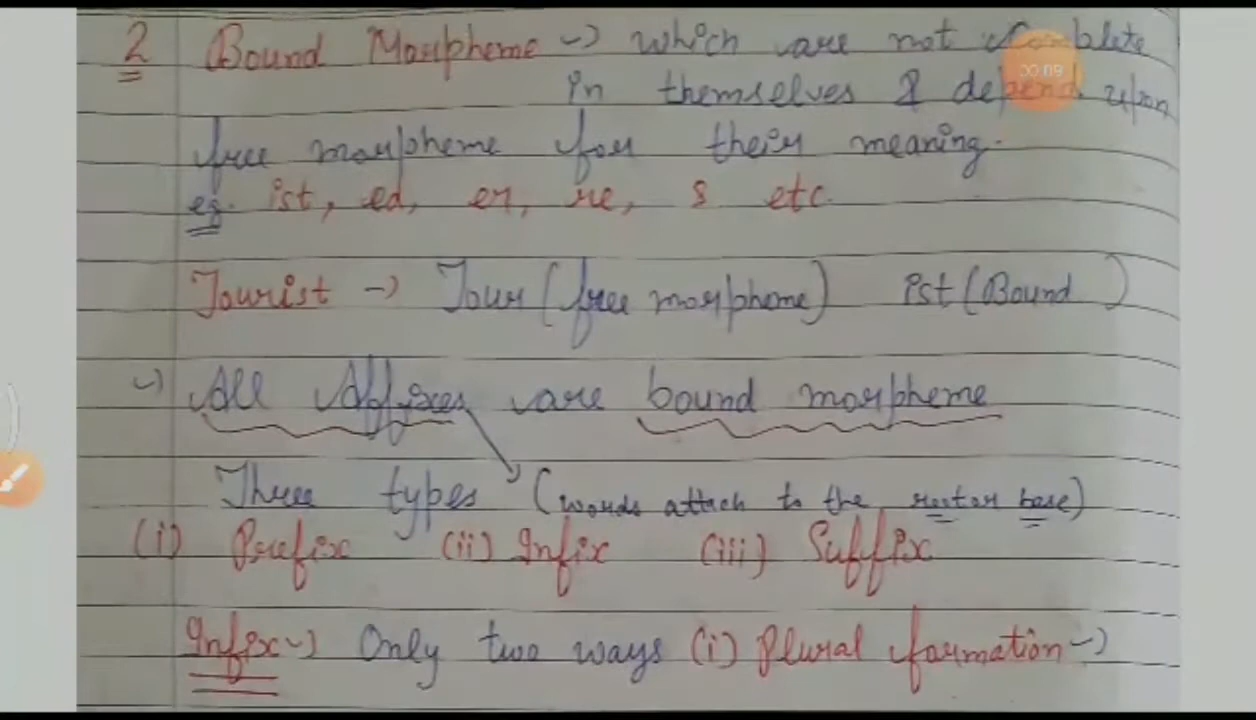 2 Bound Morpheme -> which are not complete
in themselves & depend upon
free morpheme for their meaning.
eg. ist, ed, er, re, s etc.
Tourist -> Tour (free morpheme) ist (Bound )
-> All Affixes are bound morpheme
Three types (words attach to the root or base)
(i) Prefix (ii) Infix (iii) Suffix
Infix -> Only two ways (i) Plural formation ->